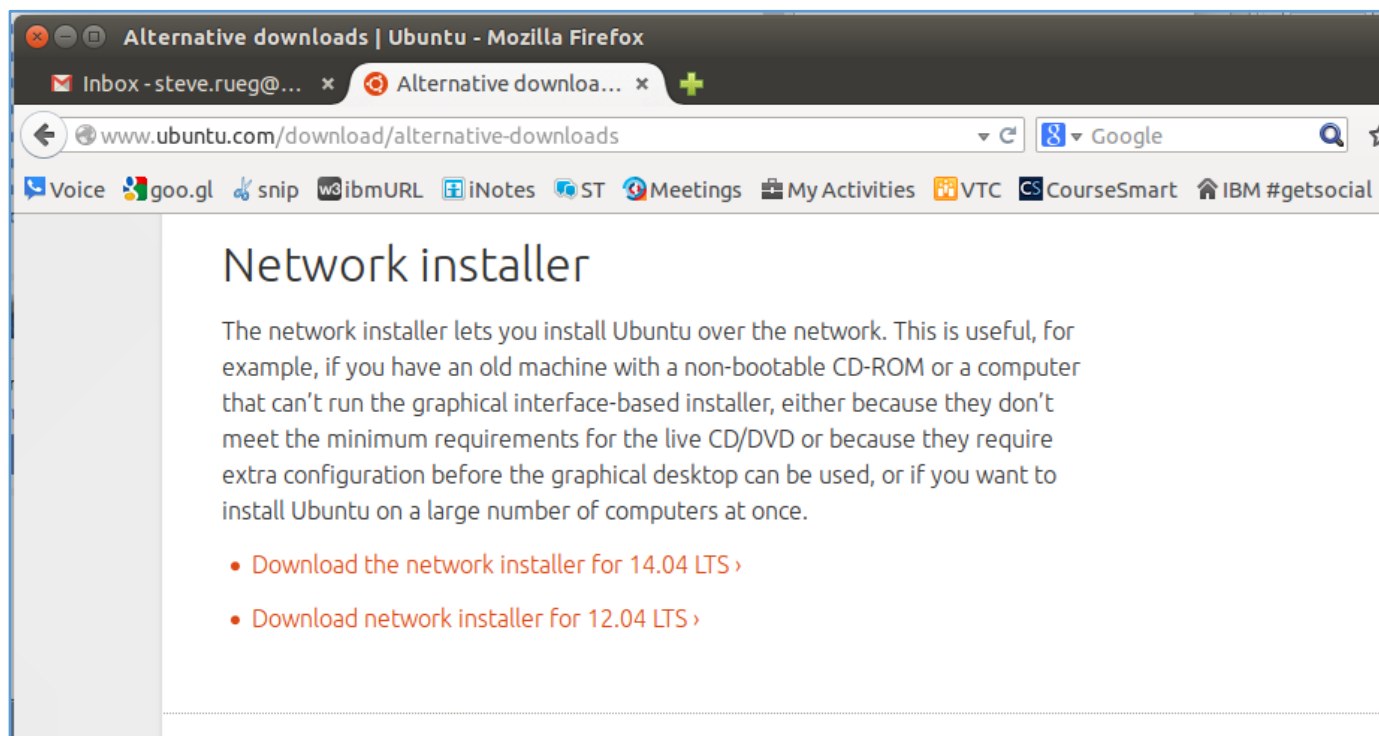 Alternative downloads | Ubuntu - Mozilla Firefox
Inbox - steve.rueg@... × Alternative downloa... ×
www.ubuntu.com/download/alternative-downloads 8 Google
Voice goo.gl snip w3 ibmURL iNotes ST Meetings My Activities VTC CS CourseSmart IBM #getsocial
Network installer
The network installer lets you install Ubuntu over the network. This is useful, for
example, if you have an old machine with a non-bootable CD-ROM or a computer
that can’t run the graphical interface-based installer, either because they don’t
meet the minimum requirements for the live CD/DVD or because they require
extra configuration before the graphical desktop can be used, or if you want to
install Ubuntu on a large number of computers at once.
• Download the network installer for 14.04 LTS ›
• Download network installer for 12.04 LTS ›